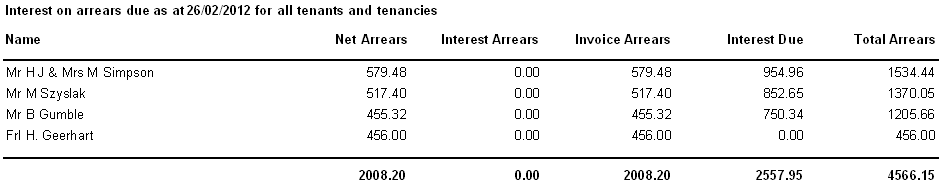 Interest on arrears due as at 26/02/2012 for all tenants and tenancies
Name Net Arrears Interest Arrears Invoice Arrears Interest Due Total Arrears
Mr H J & Mrs M Simpson 579.48 0.00 579.48 954.96 1534.44
Mr M Szyslak 517.40 0.00 517.40 852.65 1370.05
Mr B Gumble 455.32 0.00 455.32 750.34 1205.66
Frl H. Geerhart 456.00 0.00 456.00 0.00 456.00
2008.20 0.00 2008.20 2557.95 4566.15